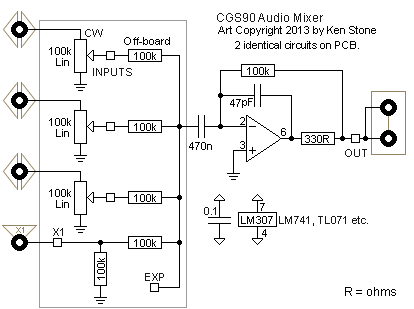 CGS90 Audio Mixer
Art Copyright 2013 by Ken Stone
2 identical circuits on PCB.
CW
Off-board
100k
Lin
INPUTS
100k
100k
Lin
100k
100k
Lin
100k
X1
X1
100k
100k
EXP
470n
47pF
100k
2
3
6
330R
OUT
0.1
7
LM307
4
LM741, TL071 etc.
R = ohms